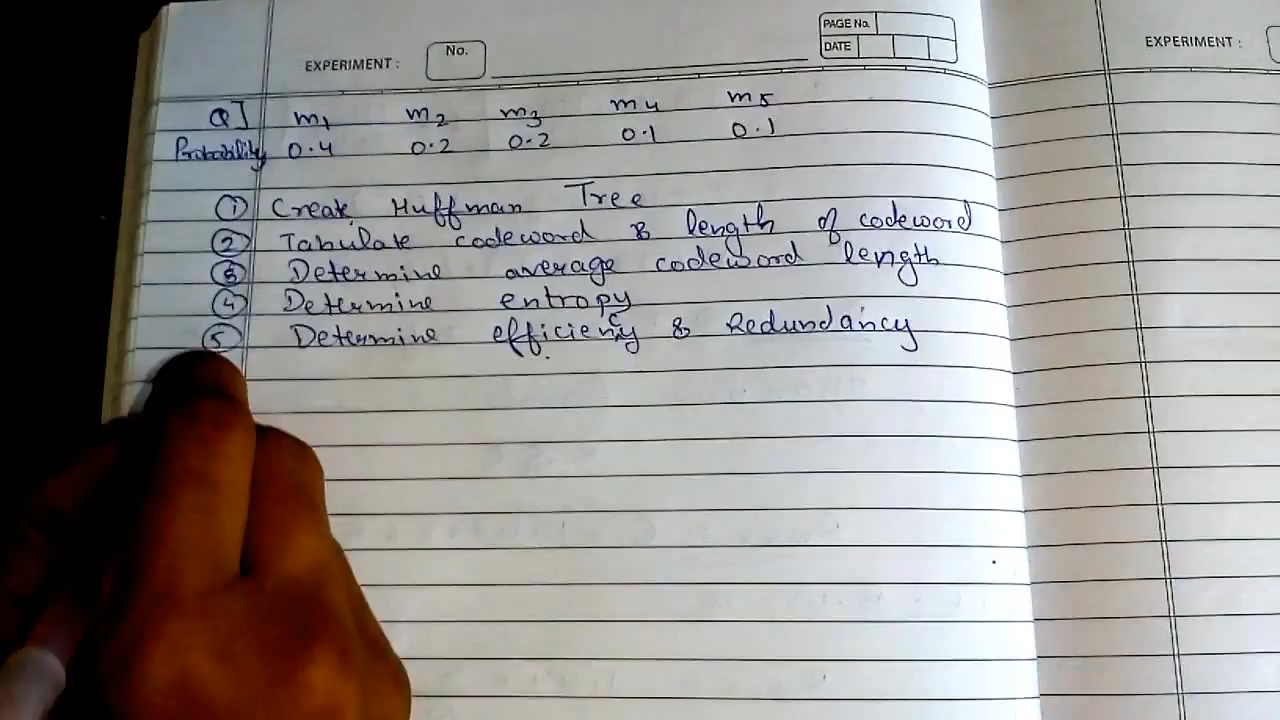 EXPERIMENT : No. PAGE No.
DATE
EXPERIMENT :
Q] m1 m2 m3 m4 m5
Probability 0.4 0.2 0.2 0.1 0.1
① Create Huffman Tree
② Tabulate codeword & length of codeword
③ Determine average codeword length
④ Determine entropy
⑤ Determine efficiency & Redundancy